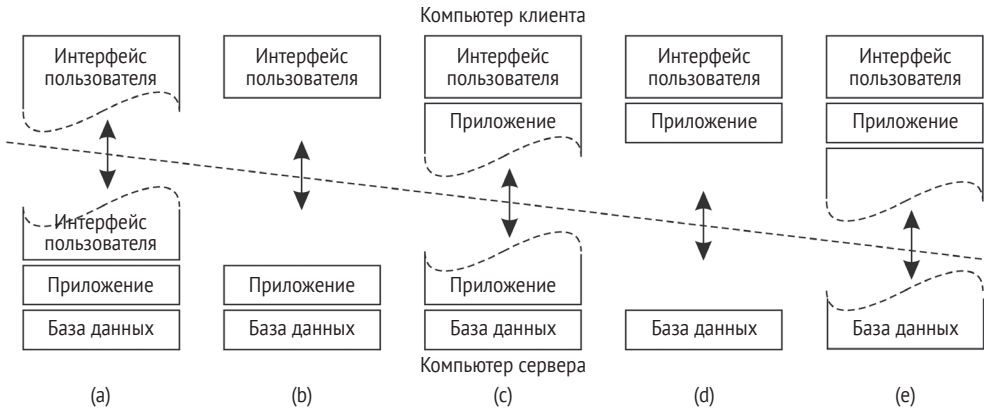 Компьютер клиента
Интерфейс
пользователя
Интерфейс
пользователя
Интерфейс
пользователя
Интерфейс
пользователя
Интерфейс
пользователя
Приложение
Приложение
Приложение
Интерфейс
пользователя
Приложение
Приложение
Приложение
База данных
База данных
База данных
База данных
База данных
Компьютер сервера
(a)
(b)
(c)
(d)
(e)